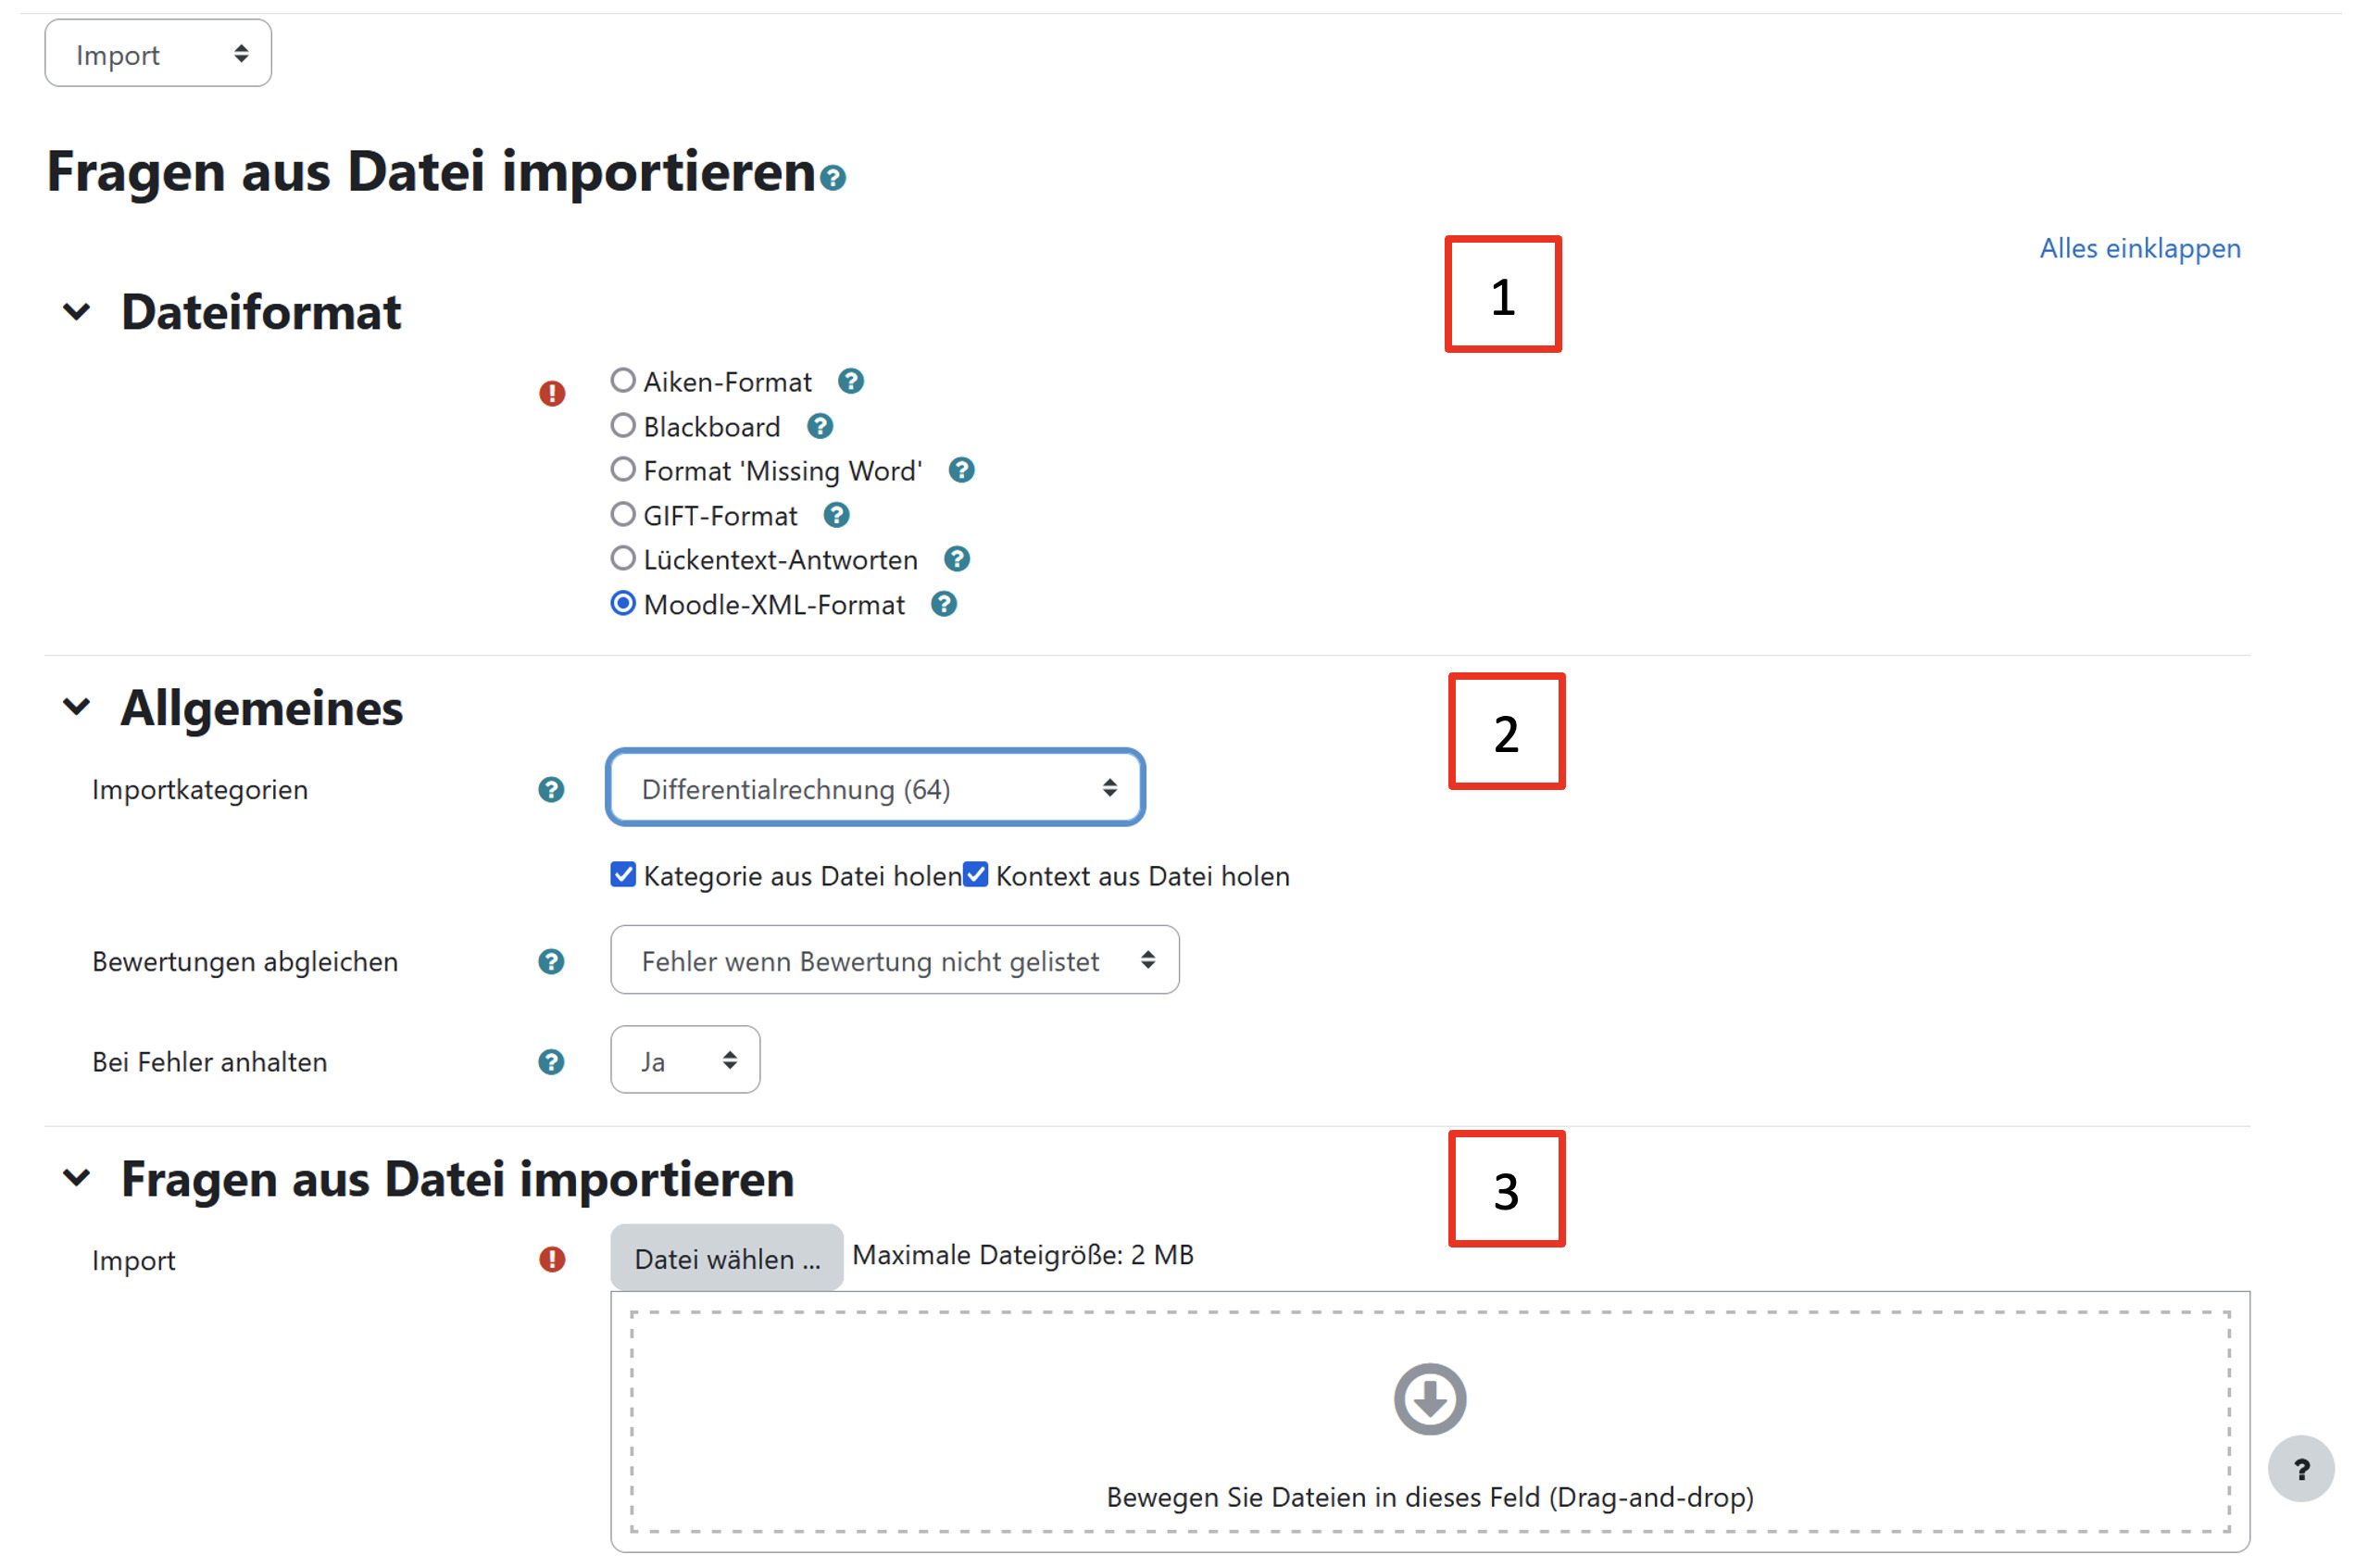 Import
Fragen aus Datei importieren
Alles einklappen
1
Dateiformat
Aiken-Format
Blackboard
Format 'Missing Word'
GIFT-Format
Lückentext-Antworten
Moodle-XML-Format
2
Allgemeines
Importkategorien Differentialrechnung (64)
Kategorie aus Datei holen Kontext aus Datei holen
Bewertungen abgleichen Fehler wenn Bewertung nicht gelistet
Bei Fehler anhalten Ja
3
Fragen aus Datei importieren
Import Datei wählen ... Maximale Dateigröße: 2 MB
Bewegen Sie Dateien in dieses Feld (Drag-and-drop)
?